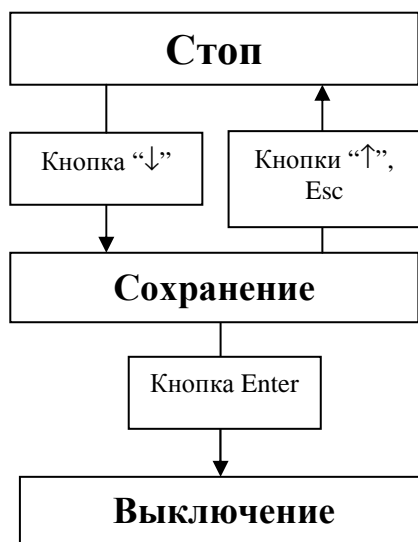 Стоп
Кнопка “↓”
Кнопки “↑”,
Esc
Сохранение
Кнопка Enter
Выключение